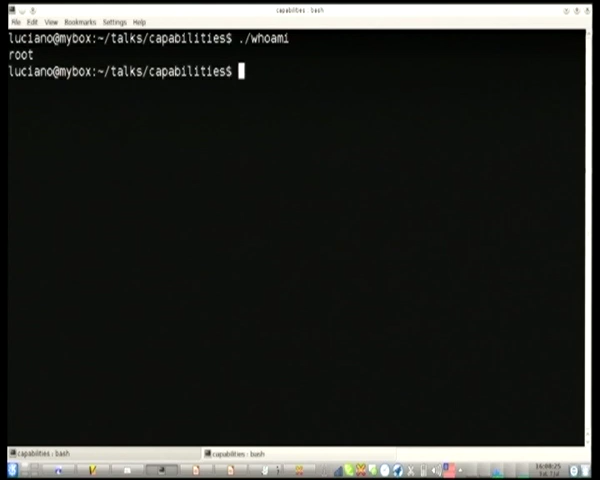 capabilities : bash
File Edit View Bookmarks Settings Help
luciano@mybox:~/talks/capabilities$ ./whoami
root
luciano@mybox:~/talks/capabilities$
capabilities : bash capabilities : bash